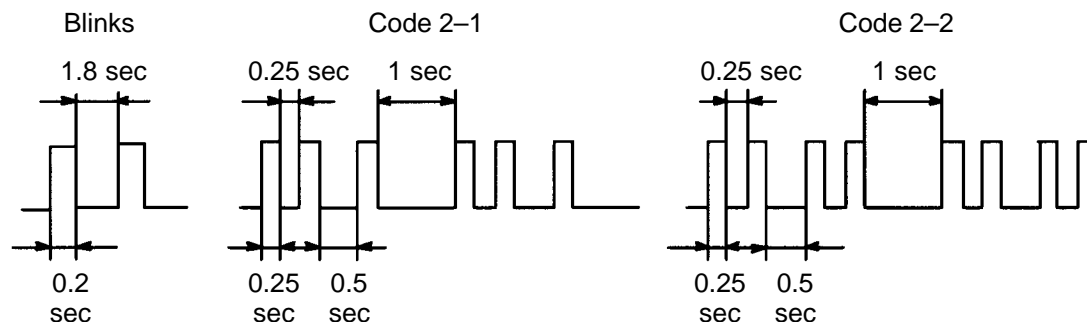 Blinks Code 2–1 Code 2–2
1.8 sec 0.25 sec 1 sec 0.25 sec 1 sec
0.2 0.25 0.5 0.25 0.5
sec sec sec sec sec